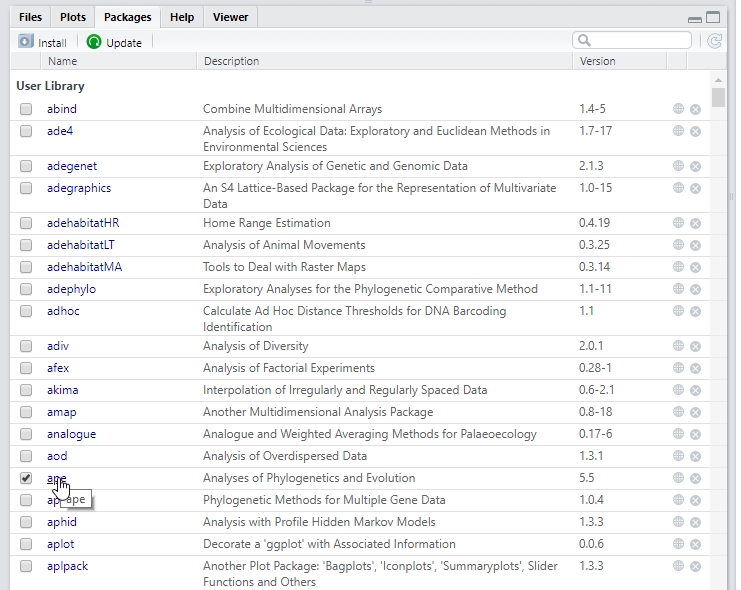 Files Plots Packages Help Viewer
Install Update
Name Description Version
User Library
abind Combine Multidimensional Arrays 1.4-5
ade4 Analysis of Ecological Data: Exploratory and Euclidean Methods in 1.7-17
Environmental Sciences
adegenet Exploratory Analysis of Genetic and Genomic Data 2.1.3
adegraphics An S4 Lattice-Based Package for the Representation of Multivariate 1.0-15
Data
adehabitatHR Home Range Estimation 0.4.19
adehabitatLT Analysis of Animal Movements 0.3.25
adehabitatMA Tools to Deal with Raster Maps 0.3.14
adephylo Exploratory Analyses for the Phylogenetic Comparative Method 1.1-11
adhoc Calculate Ad Hoc Distance Thresholds for DNA Barcoding 1.1
Identification
adiv Analysis of Diversity 2.0.1
afex Analysis of Factorial Experiments 0.28-1
akima Interpolation of Irregularly and Regularly Spaced Data 0.6-2.1
amap Another Multidimensional Analysis Package 0.8-18
analogue Analogue and Weighted Averaging Methods for Palaeoecology 0.17-6
aod Analysis of Overdispersed Data 1.3.1
ape Analyses of Phylogenetics and Evolution 5.5
ape Phylogenetic Methods for Multiple Gene Data 1.0.4
aphid Analysis with Profile Hidden Markov Models 1.3.3
aplot Decorate a 'ggplot' with Associated Information 0.0.6
aplpack Another Plot Package: 'Bagplots', 'Iconplots', 'Summaryplots', Slider 1.3.3
Functions and Others